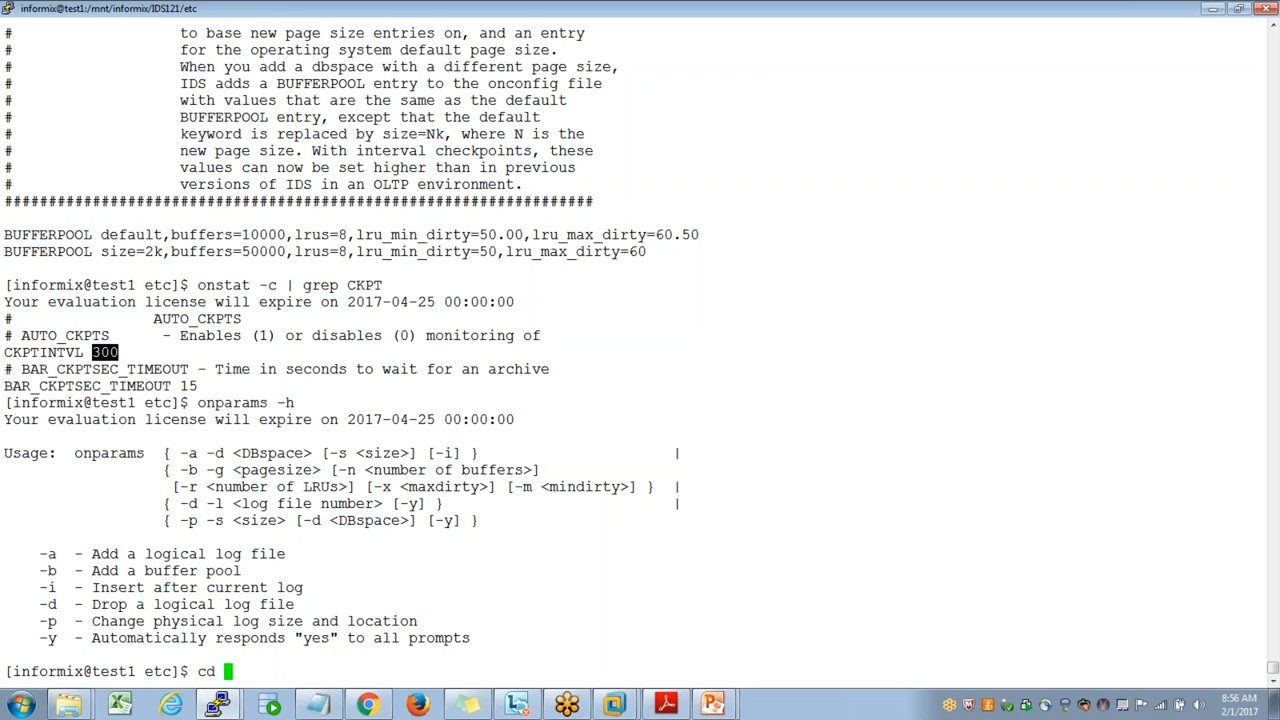 informix@test1:/mnt/informix/IDS121/etc
# to base new page size entries on, and an entry
# for the operating system default page size.
# When you add a dbspace with a different page size,
# IDS adds a BUFFERPOOL entry to the onconfig file
# with values that are the same as the default
# BUFFERPOOL entry, except that the default
# keyword is replaced by size=Nk, where N is the
# new page size. With interval checkpoints, these
# values can now be set higher than in previous
# versions of IDS in an OLTP environment.
###################################################################
BUFFERPOOL default,buffers=10000,lrus=8,lru_min_dirty=50.00,lru_max_dirty=60.50
BUFFERPOOL size=2k,buffers=50000,lrus=8,lru_min_dirty=50,lru_max_dirty=60
[informix@test1 etc]$ onstat -c | grep CKPT
Your evaluation license will expire on 2017-04-25 00:00:00
# AUTO_CKPTS
# AUTO_CKPTS - Enables (1) or disables (0) monitoring of
CKPTINTVL 300
# BAR_CKPTSEC_TIMEOUT - Time in seconds to wait for an archive
BAR_CKPTSEC_TIMEOUT 15
[informix@test1 etc]$ onparams -h
Your evaluation license will expire on 2017-04-25 00:00:00
Usage: onparams { -a -d <DBspace> [-s <size>] [-i] } |
{ -b -g <pagesize> [-n <number of buffers>]
[-r <number of LRUs>] [-x <maxdirty>] [-m <mindirty>] } |
{ -d -l <log file number> [-y] } |
{ -p -s <size> [-d <DBspace>] [-y] }
-a - Add a logical log file
-b - Add a buffer pool
-i - Insert after current log
-d - Drop a logical log file
-p - Change physical log size and location
-y - Automatically responds "yes" to all prompts
[informix@test1 etc]$ cd
8:56 AM
2/1/2017